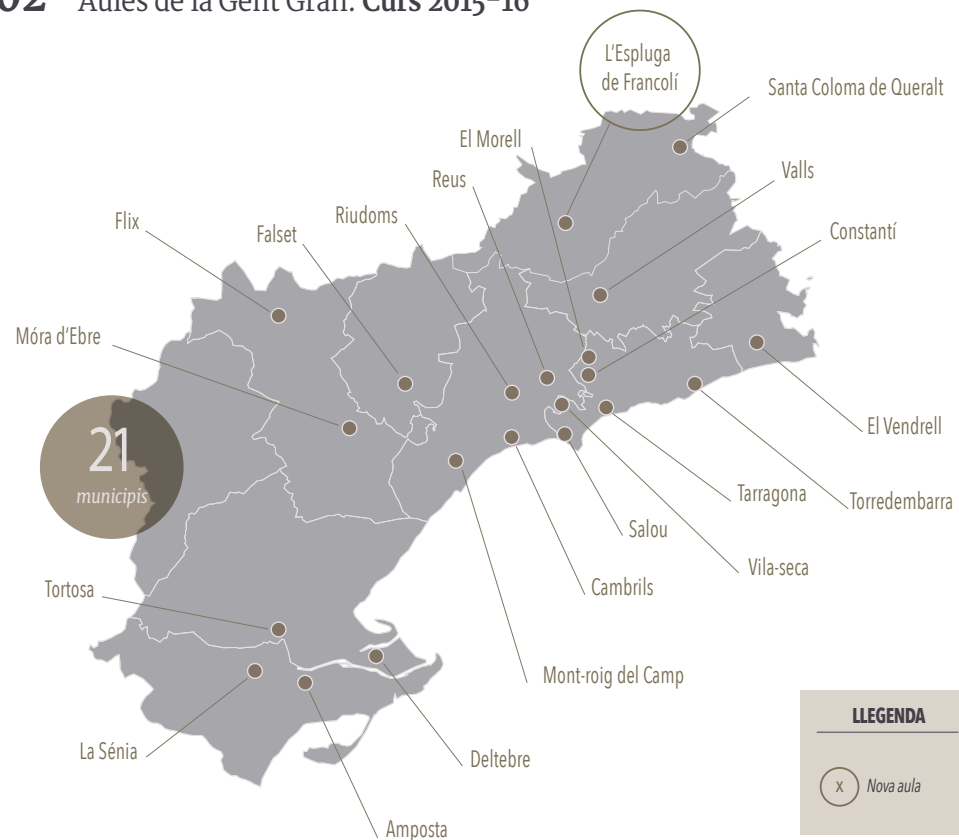 02 Aules de la Gent Gran. Curs 2015-16
L'Espluga
de Francolí
Santa Coloma de Queralt
El Morell
Valls
Reus
Riudoms
Flix
Falset
Constantí
Móra d'Ebre
21
municipis
El Vendrell
Tarragona
Torredembarra
Salou
Vila-seca
Cambrils
Tortosa
Mont-roig del Camp
La Sénia
Deltebre
Amposta
LLEGENDA
X Nova aula